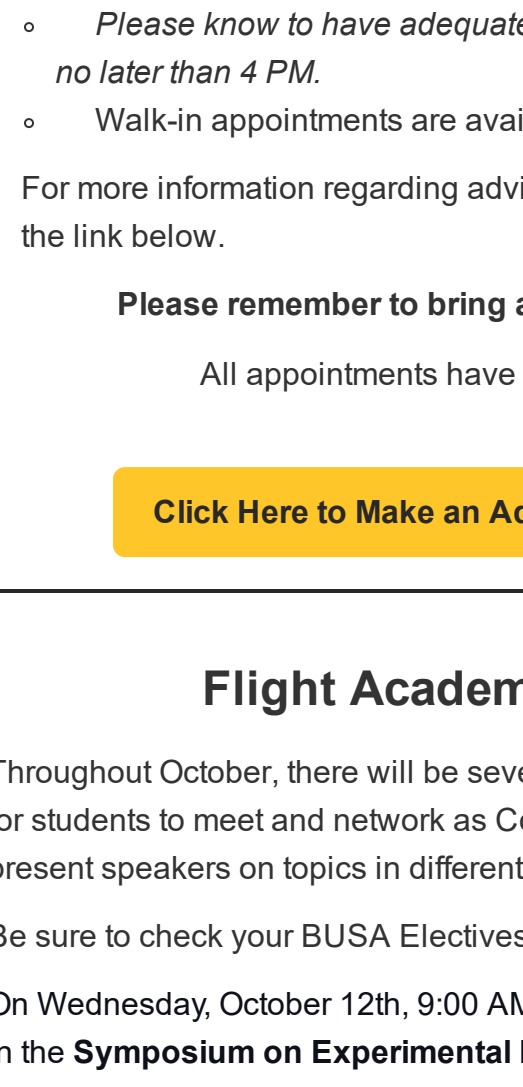 Please know to have adequate
no later than 4 PM.
Walk-in appointments are avai
For more information regarding advi
the link below.
Please remember to bring a
All appointments have
Click Here to Make an Ac
Flight Academ
Throughout October, there will be seve
for students to meet and network as Co
present speakers on topics in different
Be sure to check your BUSA Electives
On Wednesday, October 12th, 9:00 AM
in the Symposium on Experimental